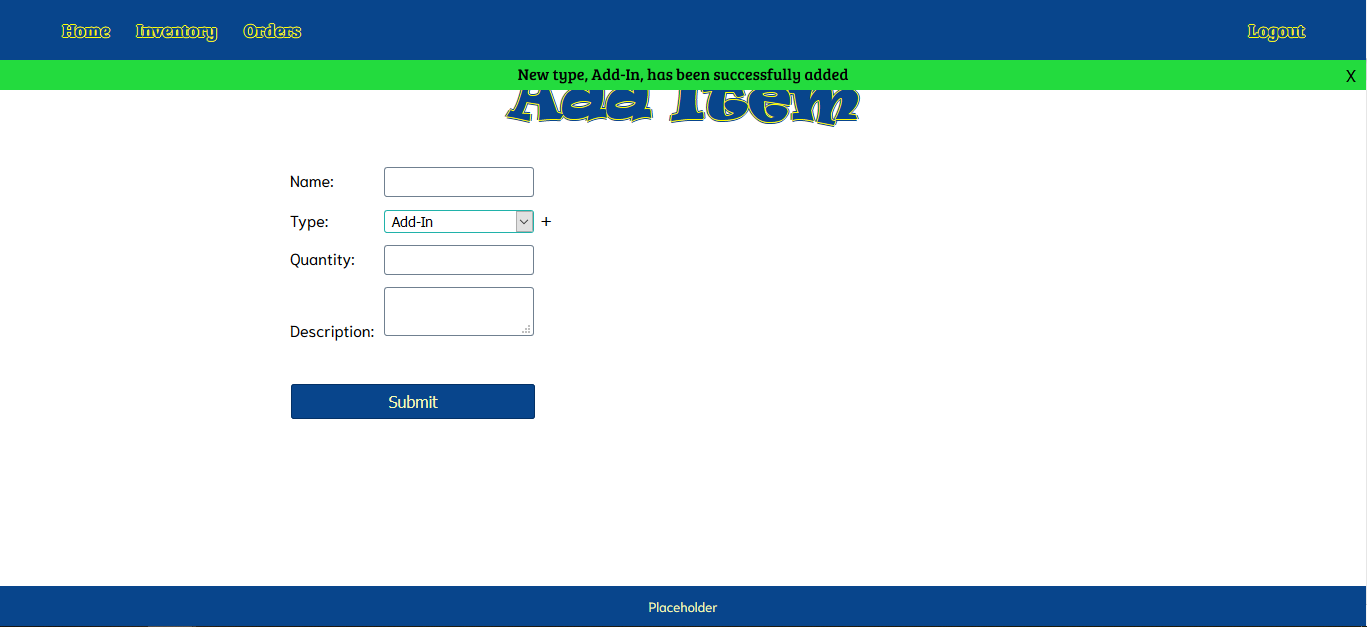 Home Inventory Orders Logout
New type, Add-In, has been successfully added X
Add Item
Name:
Type: Add-In +
Quantity:
Description:
Submit
Placeholder